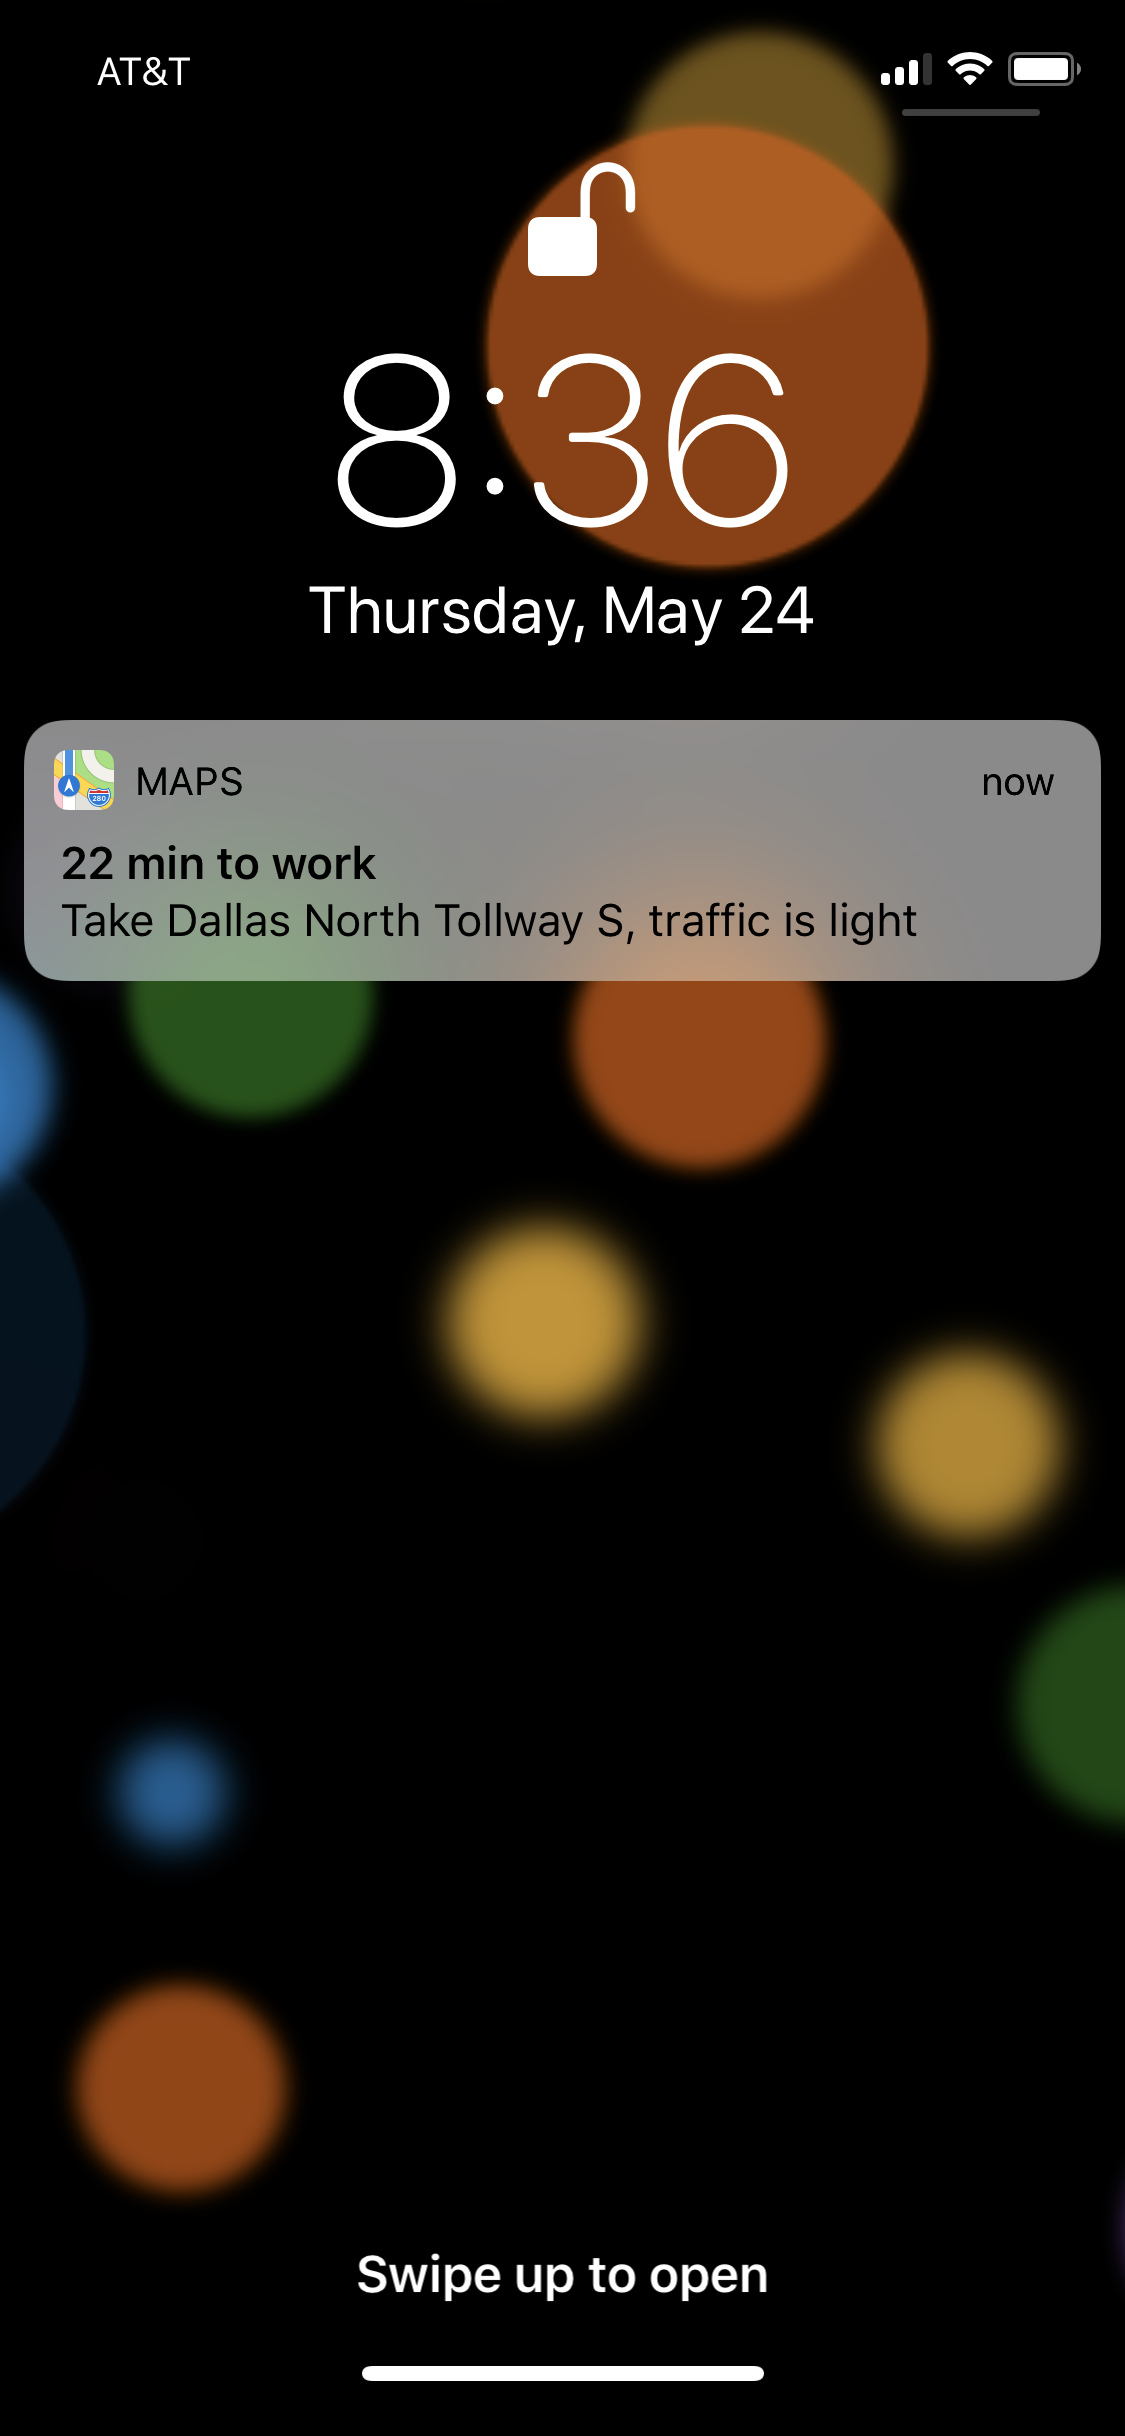 AT&T
8:36
Thursday, May 24
MAPS now
280
22 min to work
Take Dallas North Tollway S, traffic is light
Swipe up to open